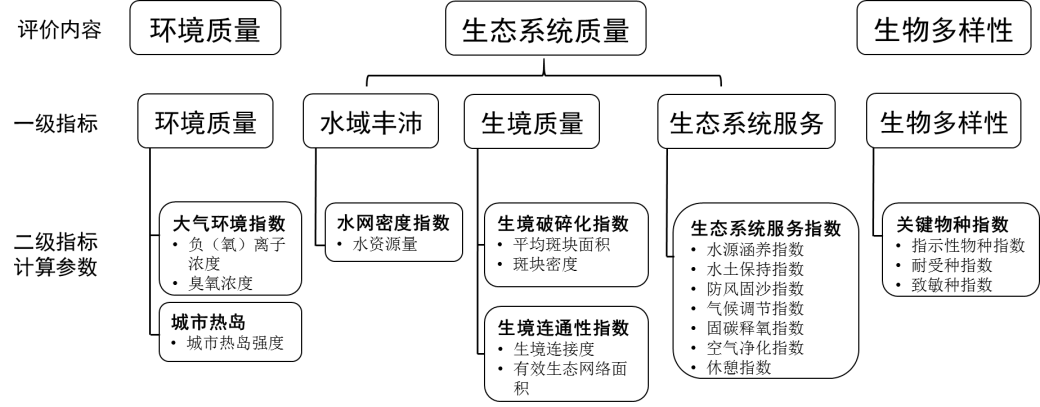 评价内容
环境质量
生态系统质量
生物多样性
一级指标
环境质量
水域丰沛
生境质量
生态系统服务
生物多样性
二级指标
计算参数
大气环境指数
• 负（氧）离子
浓度
• 臭氧浓度
城市热岛
• 城市热岛强度
水网密度指数
• 水资源量
生境破碎化指数
• 平均斑块面积
• 斑块密度
生境连通性指数
• 生境连接度
• 有效生态网络面
积
生态系统服务指数
• 水源涵养指数
• 水土保持指数
• 防风固沙指数
• 气候调节指数
• 固碳释氧指数
• 空气净化指数
• 休憩指数
关键物种指数
• 指示性物种指数
• 耐受种指数
• 致敏种指数